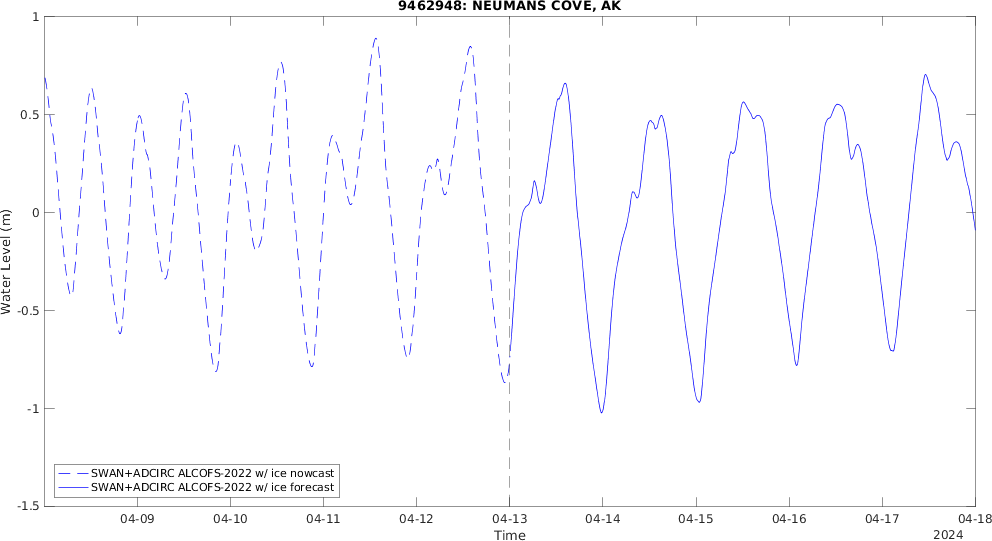 9462948: NEUMANS COVE, AK
Water Level (m)
1
0.5
0
-0.5
-1
-1.5
SWAN+ADCIRC ALCOFS-2022 w/ ice nowcast
SWAN+ADCIRC ALCOFS-2022 w/ ice forecast
04-09 04-10 04-11 04-12 04-13 04-14 04-15 04-16 04-17 04-18
Time
2024